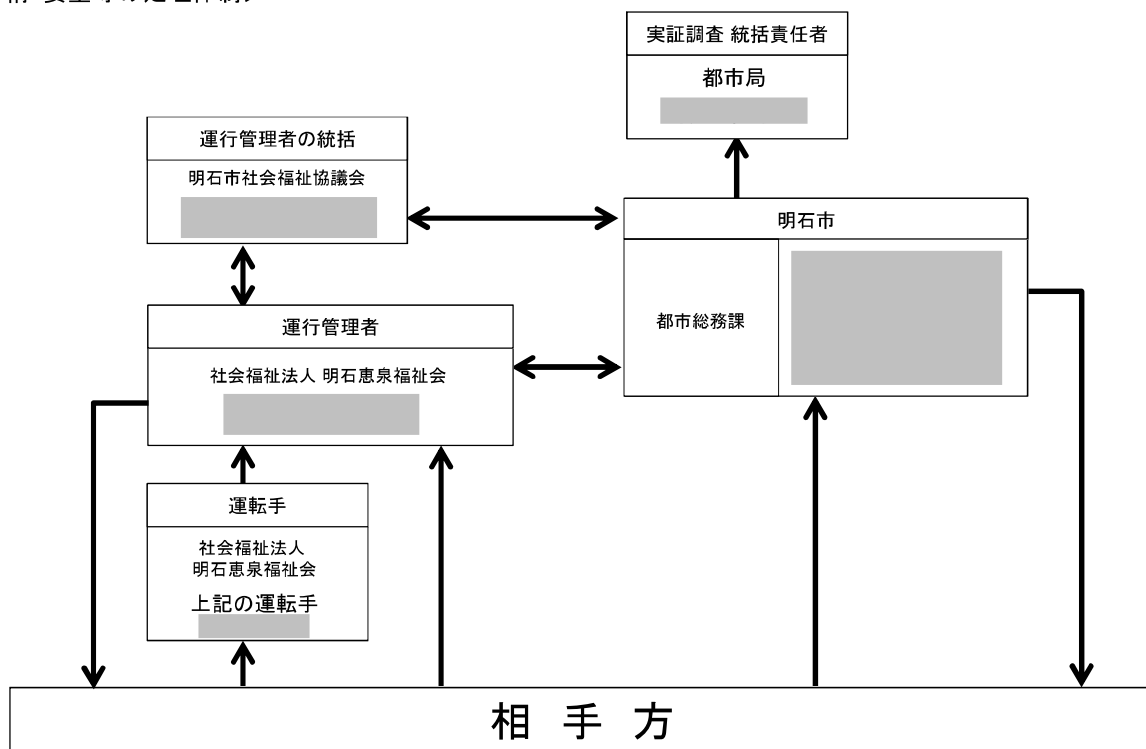 実証調査 統括責任者
都市局
運行管理者の統括
明石市社会福祉協議会
明石市
都市総務課
運行管理者
社会福祉法人 明石恵泉福祉会
運転手
社会福祉法人
明石恵泉福祉会
上記の運転手
相 手 方